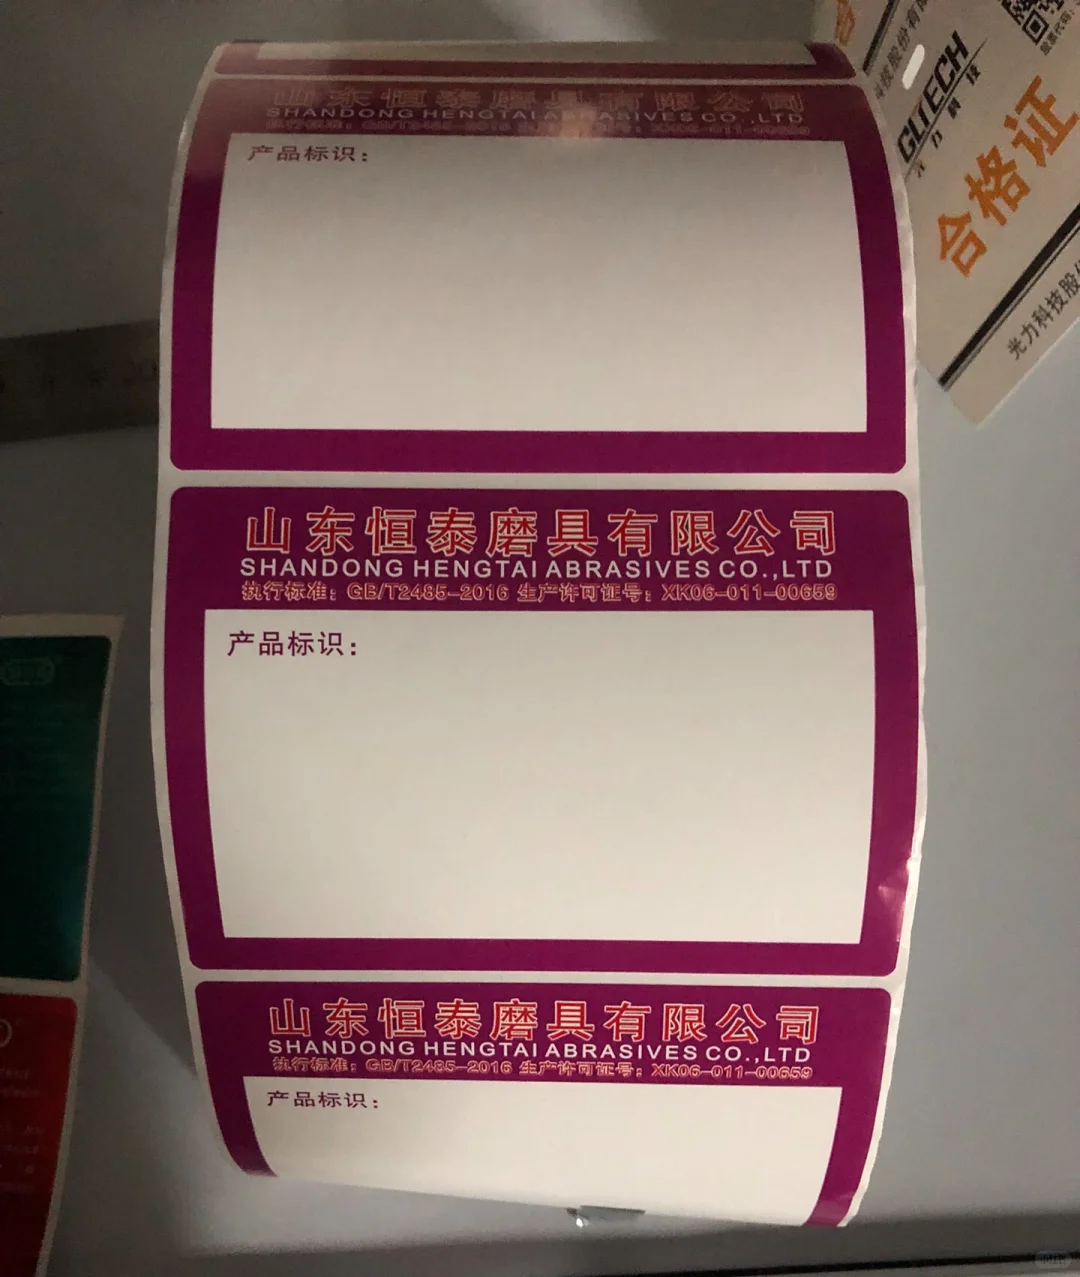 山东恒泰磨具有限公司
SHANDONG HENGTAI ABRASIVES CO.,LTD
产品标识：
山东恒泰磨具有限公司
SHANDONG HENGTAI ABRASIVES CO.,LTD
执行标准：GB/T2485-2016 生产许可证号：XK06-011-00659
产品标识：
山东恒泰磨具有限公司
SHANDONG HENGTAI ABRASIVES CO.,LTD
执行标准：GB/T2485-2016 生产许可证号：XK06-011-00659
产品标识：
GLTECH
合格证
光力科技股